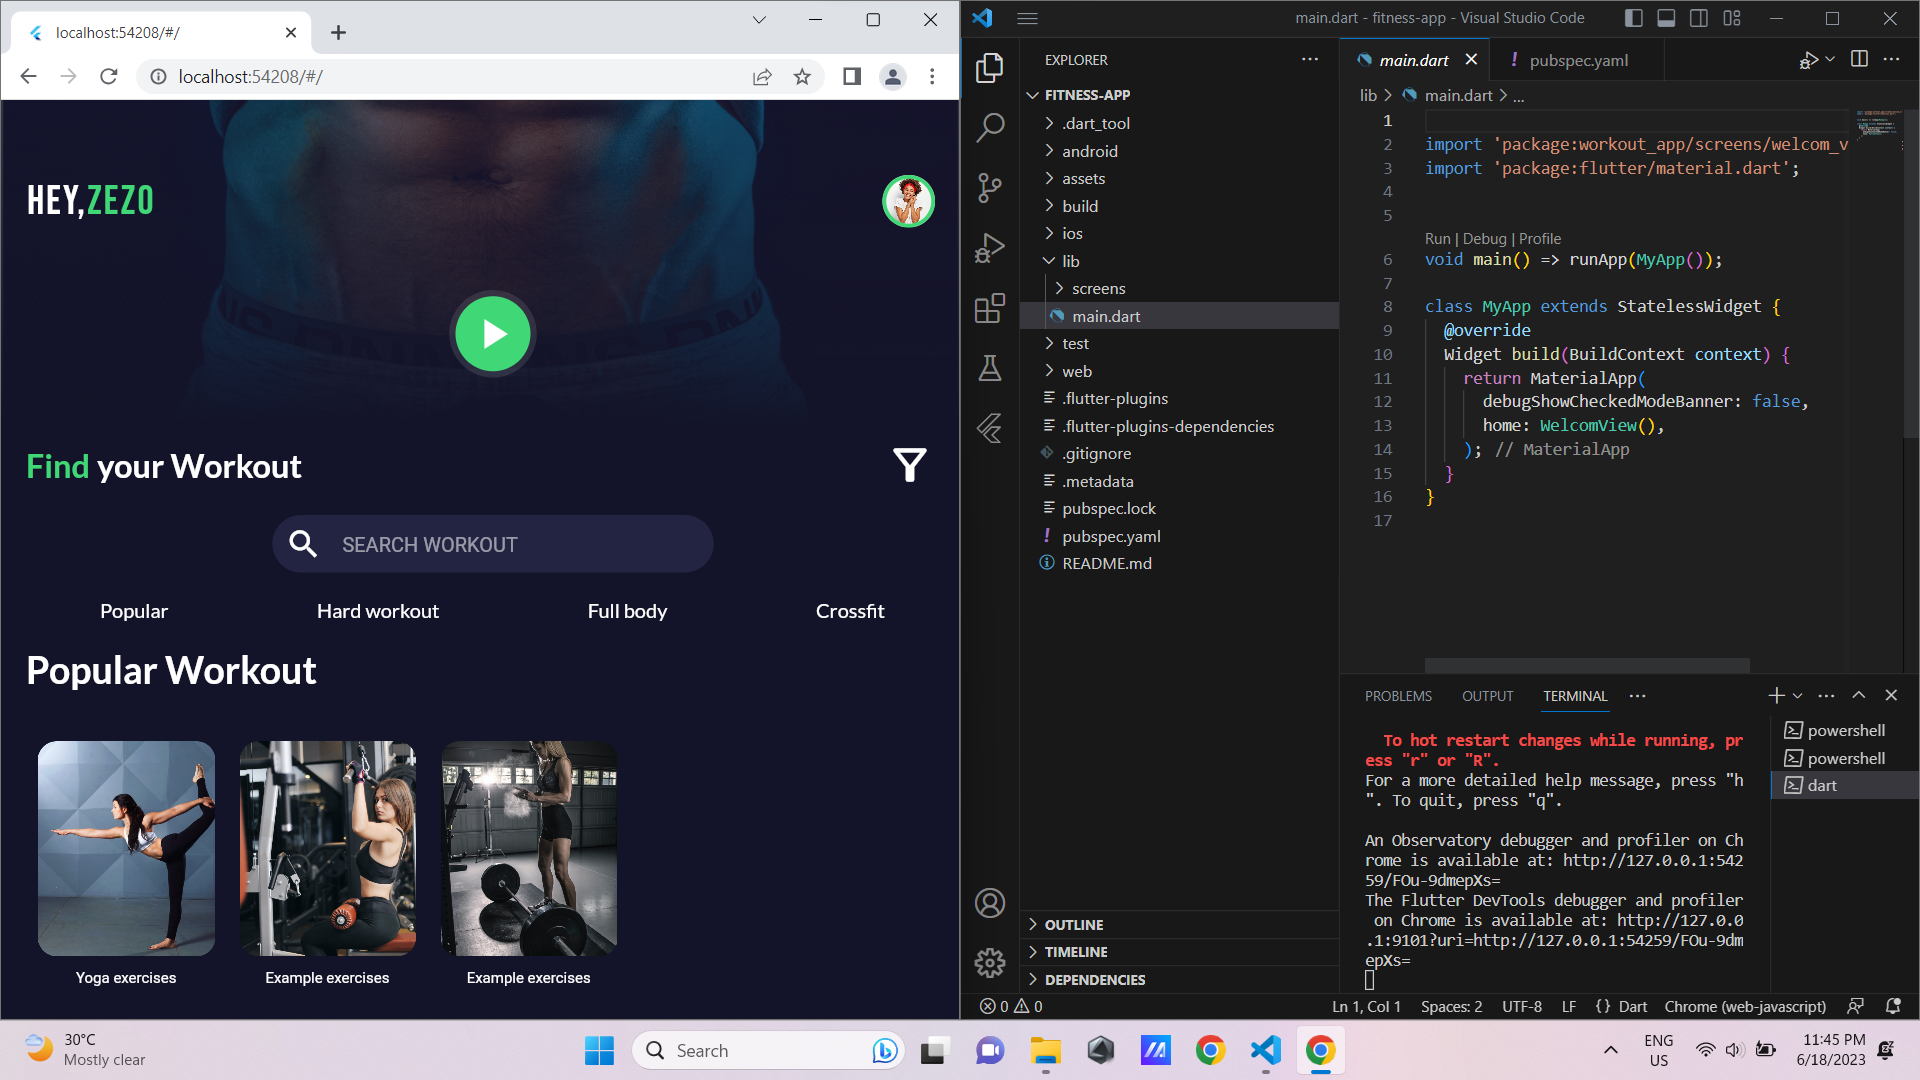 localhost:54208/#/
localhost:54208/#/
HEY,ZEZO
Find your Workout
SEARCH WORKOUT
Popular
Hard workout
Full body
Crossfit
Popular Workout
Yoga exercises
Example exercises
Example exercises
main.dart - fitness-app - Visual Studio Code
EXPLORER
FITNESS-APP
.dart_tool
android
assets
build
ios
lib
screens
main.dart
test
web
.flutter-plugins
.flutter-plugins-dependencies
.gitignore
.metadata
pubspec.lock
! pubspec.yaml
README.md
OUTLINE
TIMELINE
DEPENDENCIES
main.dart
! pubspec.yaml
lib > main.dart > ...
1
2 import 'package:workout_app/screens/welcom_v
3 import 'package:flutter/material.dart';
4
5
Run | Debug | Profile
6 void main() => runApp(MyApp());
7
8 class MyApp extends StatelessWidget {
9 @override
10 Widget build(BuildContext context) {
11 return MaterialApp(
12 debugShowCheckedModeBanner: false,
13 home: WelcomView(),
14 ); // MaterialApp
15 }
16 }
17
PROBLEMS
OUTPUT
TERMINAL
To hot restart changes while running, pr
ess "r" or "R".
For a more detailed help message, press "h
". To quit, press "q".
An Observatory debugger and profiler on Ch
rome is available at: http://127.0.0.1:542
59/FOu-9dmepXs=
The Flutter DevTools debugger and profiler
on Chrome is available at: http://127.0.0
.1:9101?uri=http://127.0.0.1:54259/FOu-9dm
epXs=
powershell
powershell
dart
0 0
Ln 1, Col 1
Spaces: 2
UTF-8
LF
{ } Dart
Chrome (web-javascript)
30°C
Mostly clear
Search
ENG
US
11:45 PM
6/18/2023